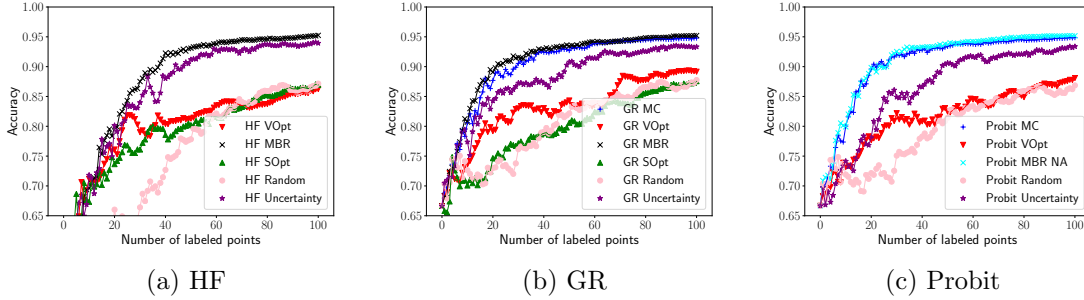 1.00
0.95
0.90
0.85
0.80
0.75
0.70
0.65
Accuracy
HF VOpt
HF MBR
HF SOpt
HF Random
HF Uncertainty
0 20 40 60 80 100
Number of labeled points
(a) HF
1.00
0.95
0.90
0.85
0.80
0.75
0.70
0.65
Accuracy
GR MC
GR VOpt
GR MBR
GR SOpt
GR Random
GR Uncertainty
0 20 40 60 80 100
Number of labeled points
(b) GR
1.00
0.95
0.90
0.85
0.80
0.75
0.70
0.65
Accuracy
Probit MC
Probit VOpt
Probit MBR NA
Probit Random
Probit Uncertainty
0 20 40 60 80 100
Number of labeled points
(c) Probit